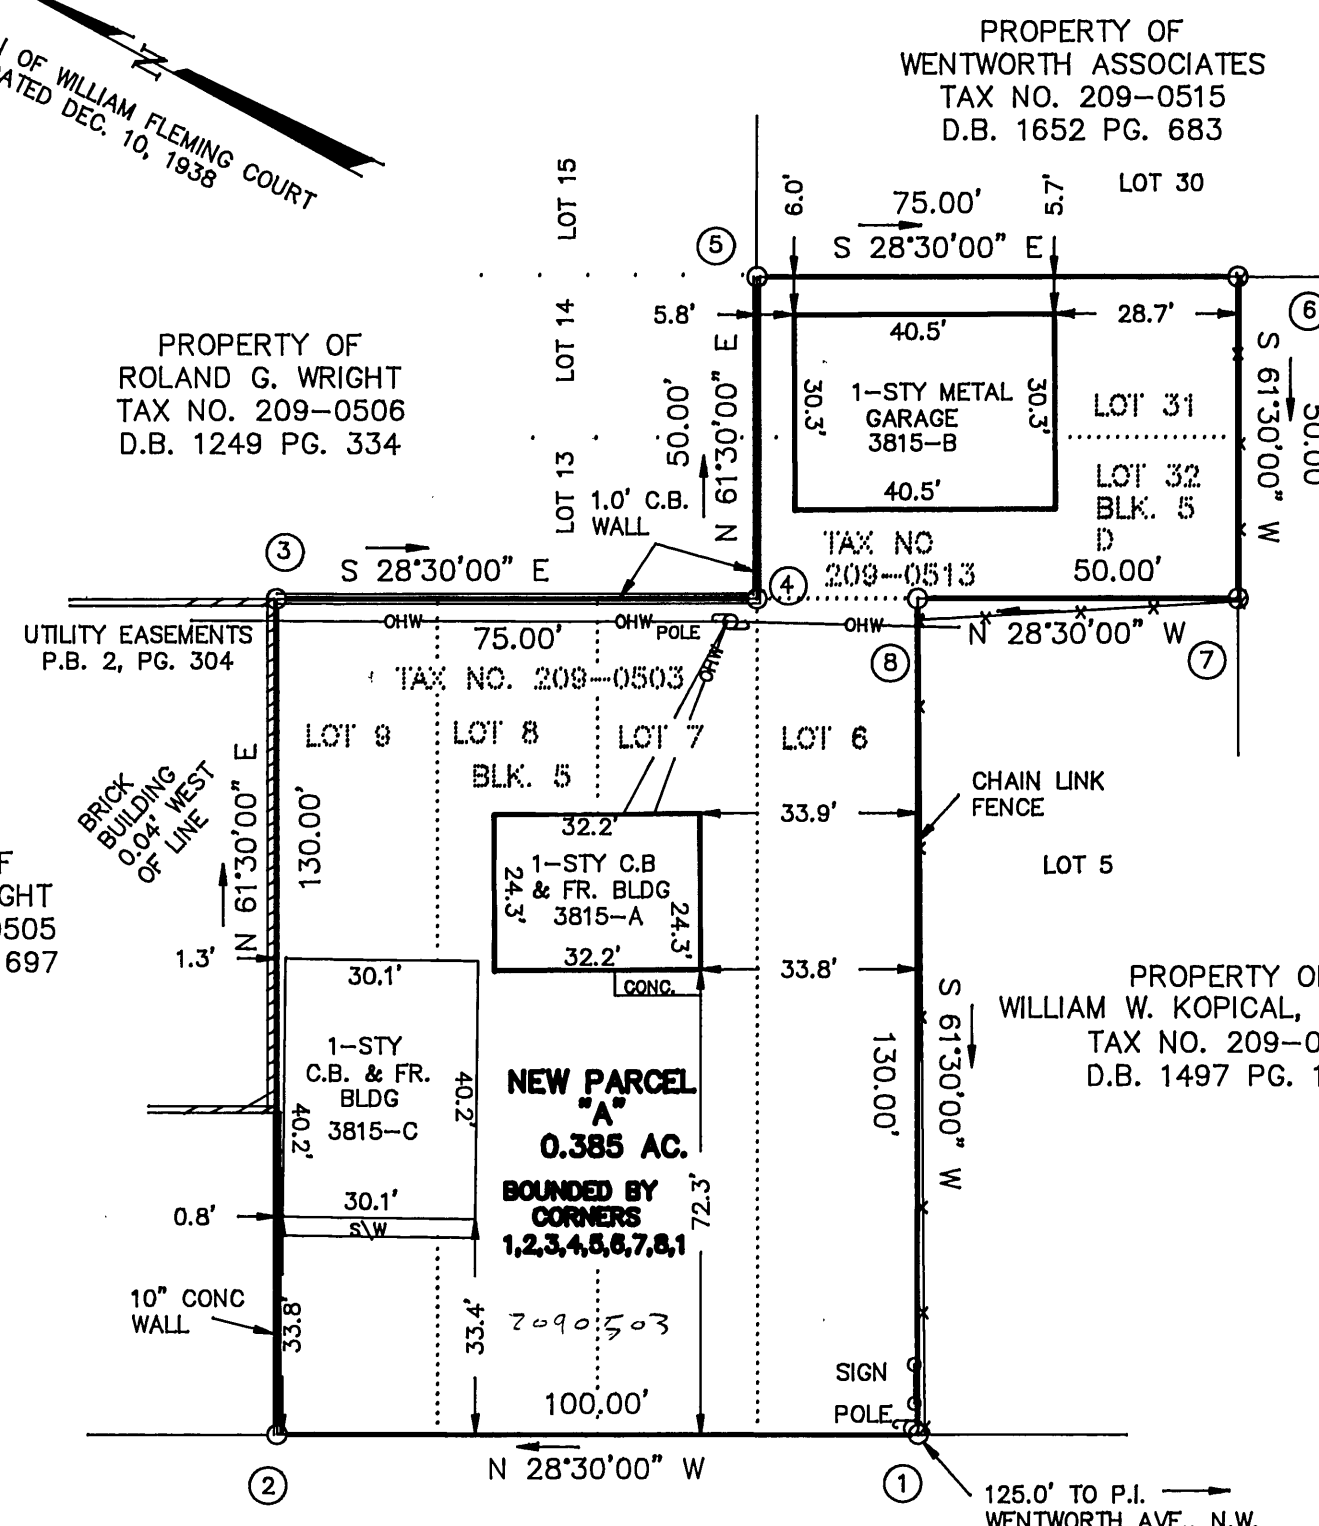 PROPERTY OF
WENTWORTH ASSOCIATES
TAX NO. 209-0515
D.B. 1652 PG. 683
LOT 30
N
OF WILLIAM FLEMING COURT
DATED DEC. 10, 1938
LOT 15
LOT 14
LOT 13
6.0'
75.00'
5.7'
S 28°30'00" E
5
6
5.8'
40.5'
28.7'
PROPERTY OF
ROLAND G. WRIGHT
TAX NO. 209-0506
D.B. 1249 PG. 334
50.00'
N 61°30'00" E
30.3'
1-STY METAL
GARAGE
3815-B
30.3'
40.5'
LOT 31
LOT 32
BLK. 5
D
S 61°30'00" W
50.00
1.0' C.B.
WALL
TAX NO
209-0513
50.00'
3
S 28°30'00" E
4
OHW
OHW
POLE
OHW
OHW
N 28°30'00" W
7
8
UTILITY EASEMENTS
P.B. 2, PG. 304
75.00'
TAX NO. 209-0503
LOT 9
LOT 8
LOT 7
LOT 6
BLK. 5
BRICK
BUILDING
0.04' WEST
OF LINE
N 61°30'00" E
130.00'
CHAIN LINK
FENCE
LOT 5
32.2'
33.9'
24.3'
1-STY C.B
& FR. BLDG
3815-A
24.3'
32.2'
33.8'
CONC.
F
GHT
0505
697
1.3'
30.1'
1-STY
C.B. & FR.
BLDG
3815-C
40.2'
40.2'
30.1'
S\W
0.8'
NEW PARCEL
"A"
0.385 AC.
BOUNDED BY
CORNERS
1,2,3,4,5,6,7,8,1
72.3'
130.00'
S 61°30'00" W
PROPERTY OF
WILLIAM W. KOPICAL,
TAX NO. 209-0
D.B. 1497 PG. 1
10" CONC
WALL
33.8'
33.4'
2090503
SIGN
POLE
100.00'
N 28°30'00" W
2
1
125.0' TO P.I.
WENTWORTH AVE., N.W.